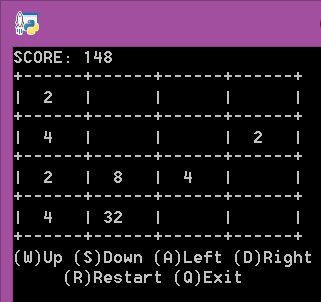 SCORE: 148
+------+------+------+------+
|  2   |      |      |      |
+------+------+------+------+
|  4   |      |      |  2   |
+------+------+------+------+
|  2   |  8   |  4   |      |
+------+------+------+------+
|  4   | 32   |      |      |
+------+------+------+------+
(W)Up (S)Down (A)Left (D)Right
(R)Restart (Q)Exit